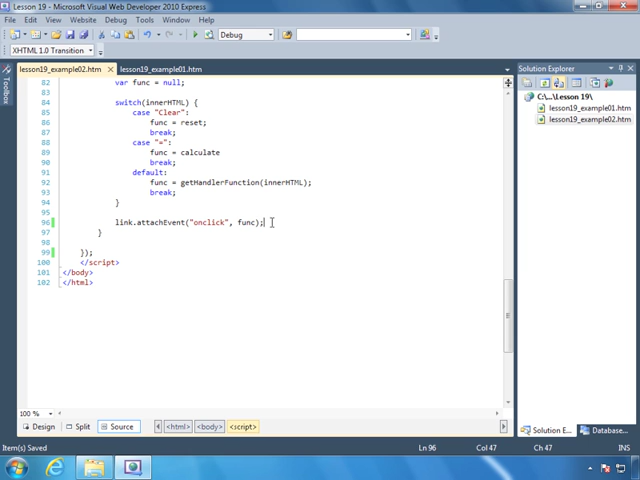 Lesson 19 - Microsoft Visual Web Developer 2010 Express
File Edit View Website Debug Tools Window Help
Debug
XHTML 1.0 Transition
lesson19_example02.htm lesson19_example01.htm
Solution Explorer
Toolbox
82 var func = null;
83
84 switch(innerHTML) {
85 case "Clear":
86 func = reset;
87 break;
88 case "=":
89 func = calculate
90 break;
91 default:
92 func = getHandlerFunction(innerHTML);
93 break;
94 }
95
96 link.attachEvent("onclick", func);
97 }
98
99 });
100 </script>
101 </body>
102 </html>
C:\...\Lesson 19\
lesson19_example01.htm
lesson19_example02.htm
100 %
Design Split Source <html> <body> <script>
Solution E... Database...
Item(s) Saved Ln 96 Col 47 Ch 47 INS